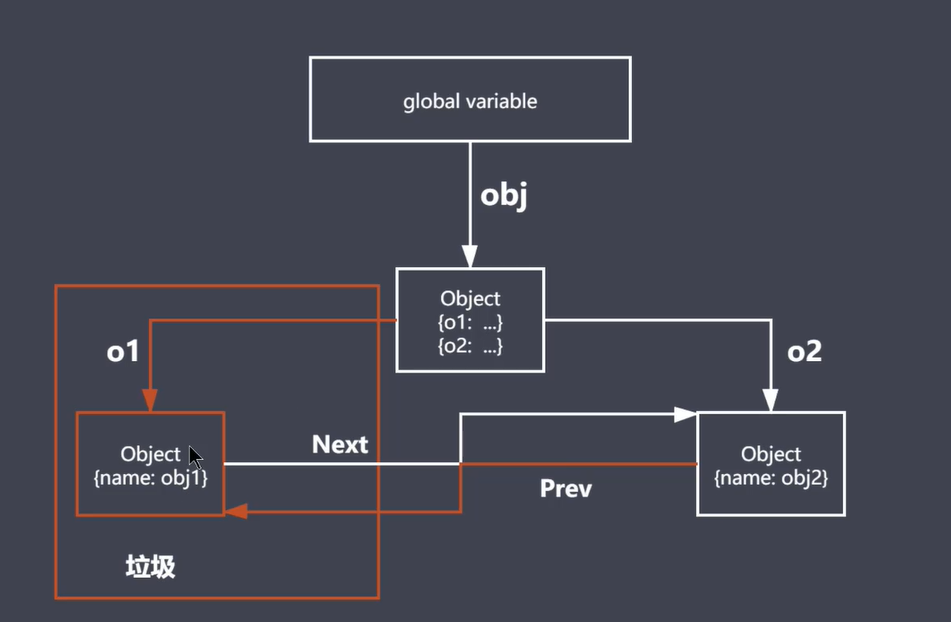 global variable
obj
Object
{o1: ...}
{o2: ...}
o1
o2
Object
{name: obj1}
Next
Prev
Object
{name: obj2}
垃圾